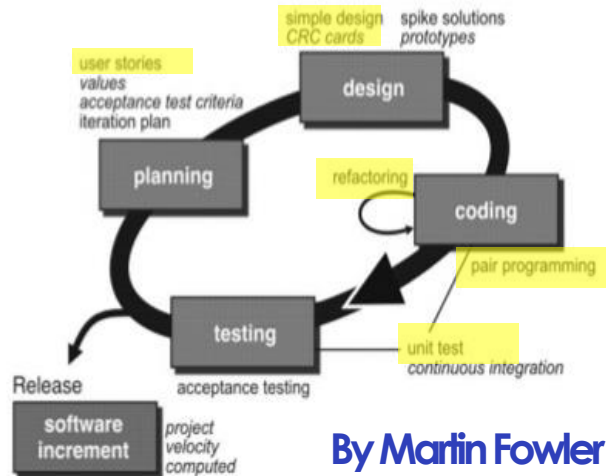 simple design
CRC cards
spike solutions
prototypes
user stories
values
acceptance test criteria
iteration plan
design
planning
refactoring
coding
pair programming
testing
unit test
continuous integration
acceptance testing
Release
software
increment
project
velocity
computed
By Martin Fowler